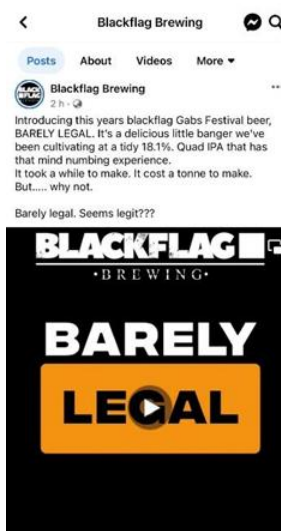 Blackflag Brewing
Posts About Videos More
BLACK FLAG
Blackflag Brewing
2 h ·
Introducing this years blackflag Gabs Festival beer,
BARELY LEGAL. It's a delicious little banger we've
been cultivating at a tidy 18.1%. Quad IPA that has
that mind numbing experience.
It took a while to make. It cost a tonne to make.
But..... why not.
Barely legal. Seems legit???
BLACKFLAG
•BREWING•
BARELY
LEGAL